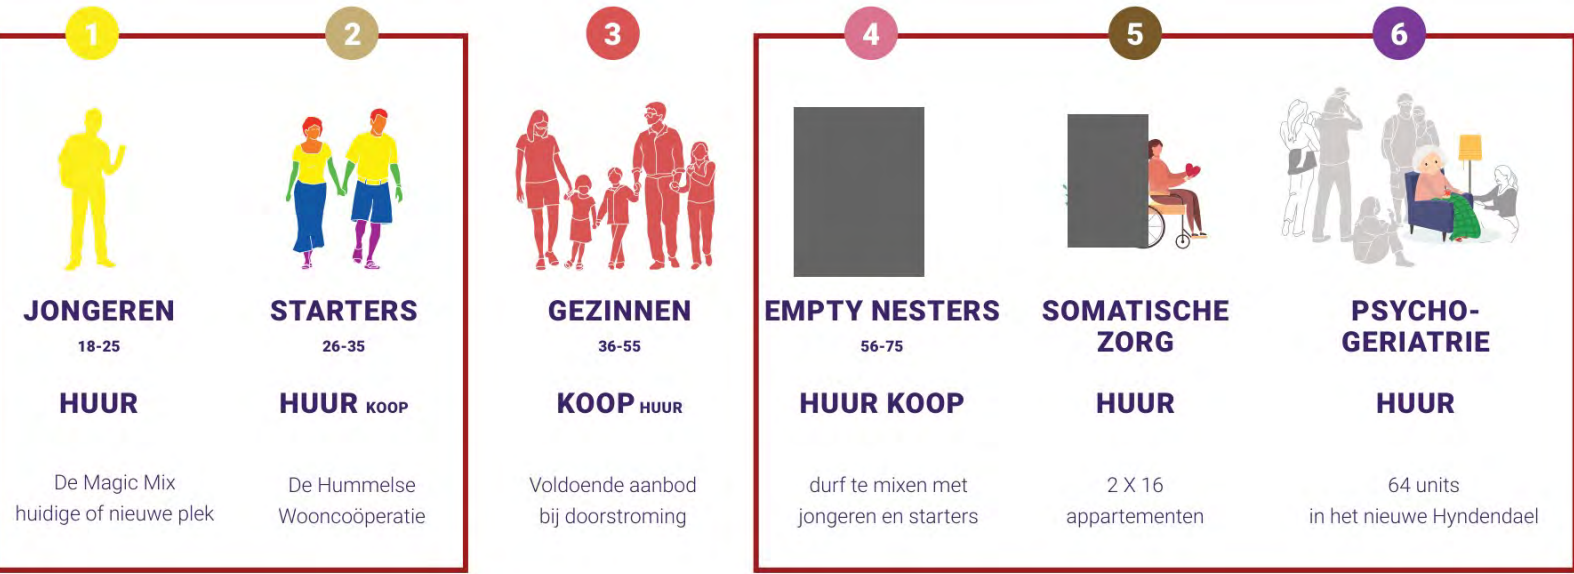 1
2
3
4
5
6
JONGEREN
18-25
HUUR
De Magic Mix
huidige of nieuwe plek
STARTERS
26-35
HUUR KOOP
De Hummelse
Wooncoöperatie
GEZINNEN
36-55
KOOP HUUR
Voldoende aanbod
bij doorstroming
EMPTY NESTERS
56-75
HUUR KOOP
durf te mixen met
jongeren en starters
SOMATISCHE
ZORG
HUUR
2 X 16
appartementen
PSYCHO-
GERIATRIE
HUUR
64 units
in het nieuwe Hyndendael